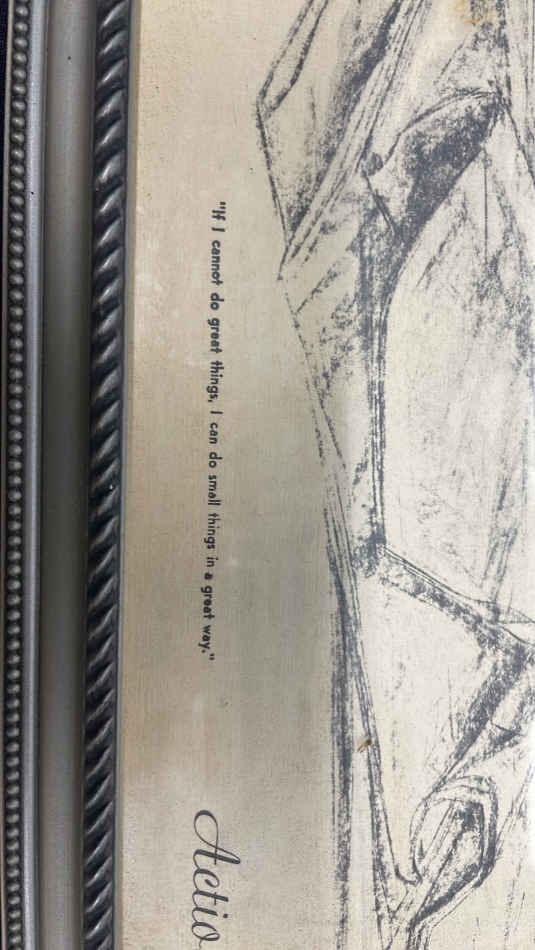 "If I cannot do great things, I can do small things in a great way."
Actio